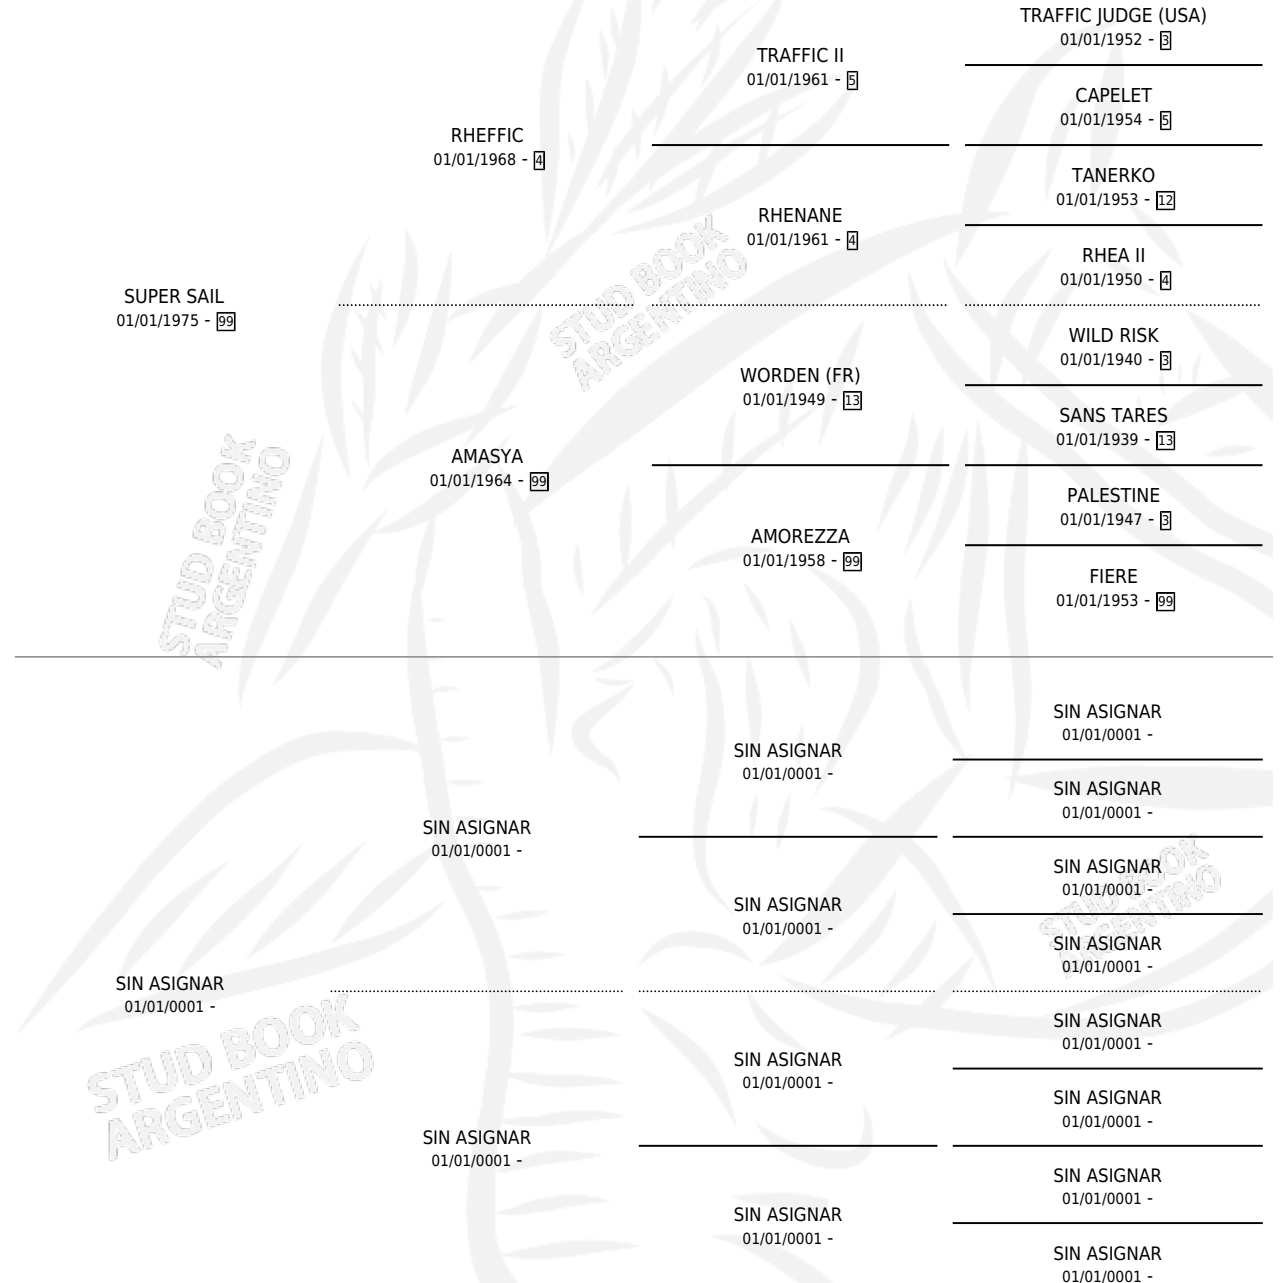 TRAFFIC JUDGE (USA)
01/01/1952 - 3
TRAFFIC II
01/01/1961 - 5
CAPELET
01/01/1954 - 5
RHEFFIC
01/01/1968 - 4
TANERKO
01/01/1953 - 12
RHENANE
01/01/1961 - 4
RHEA II
01/01/1950 - 4
SUPER SAIL
01/01/1975 - 99
WILD RISK
01/01/1940 - 3
WORDEN (FR)
01/01/1949 - 13
SANS TARES
01/01/1939 - 13
AMASYA
01/01/1964 - 99
PALESTINE
01/01/1947 - 3
AMOREZZA
01/01/1958 - 99
FIERE
01/01/1953 - 99
STUD BOOK
ARGENTINO
STUD BOOK
ARGENTINO
SIN ASIGNAR
01/01/0001 -
SIN ASIGNAR
01/01/0001 -
SIN ASIGNAR
01/01/0001 -
SIN ASIGNAR
01/01/0001 -
SIN ASIGNAR
01/01/0001 -
SIN ASIGNAR
01/01/0001 -
SIN ASIGNAR
01/01/0001 -
SIN ASIGNAR
01/01/0001 -
SIN ASIGNAR
01/01/0001 -
SIN ASIGNAR
01/01/0001 -
SIN ASIGNAR
01/01/0001 -
SIN ASIGNAR
01/01/0001 -
SIN ASIGNAR
01/01/0001 -
SIN ASIGNAR
01/01/0001 -
SIN ASIGNAR
01/01/0001 -
STUD BOOK
ARGENTINO
STUD BOOK
ARGENTINO